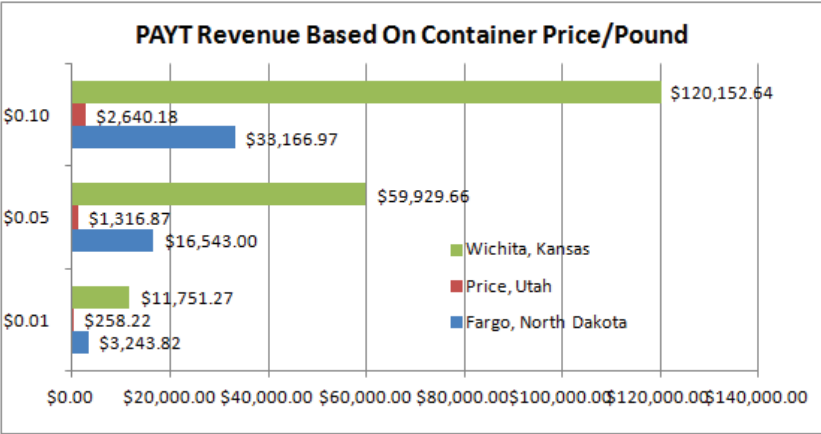 PAYT Revenue Based On Container Price/Pound
$120,152.64
$0.10
$2,640.18
$33,166.97
$59,929.66
$0.05
$1,316.87
$16,543.00
Wichita, Kansas
$11,751.27
Price, Utah
$0.01
$258.22
Fargo, North Dakota
$3,243.82
$0.00 $20,000.00 $40,000.00 $60,000.00 $80,000.00 $100,000.00 $120,000.00 $140,000.00